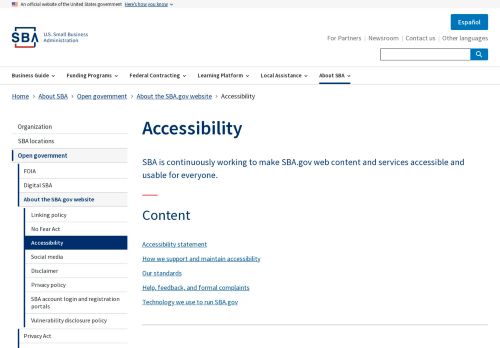 An official website of the United States government Here's how you know
Español
SBA U.S. Small Business
Administration
For Partners Newsroom Contact us Other languages
Business Guide Funding Programs Federal Contracting Learning Platform Local Assistance About SBA
Home About SBA Open government About the SBA.gov website Accessibility
Organization
SBA locations
Open government
FOIA
Digital SBA
About the SBA.gov website
Linking policy
No Fear Act
Accessibility
Social media
Disclaimer
Privacy policy
SBA account login and registration
portals
Vulnerability disclosure policy
Privacy Act
Accessibility
SBA is continuously working to make SBA.gov web content and services accessible and
usable for everyone.
Content
Accessibility statement
How we support and maintain accessibility
Our standards
Help, feedback, and formal complaints
Technology we use to run SBA.gov